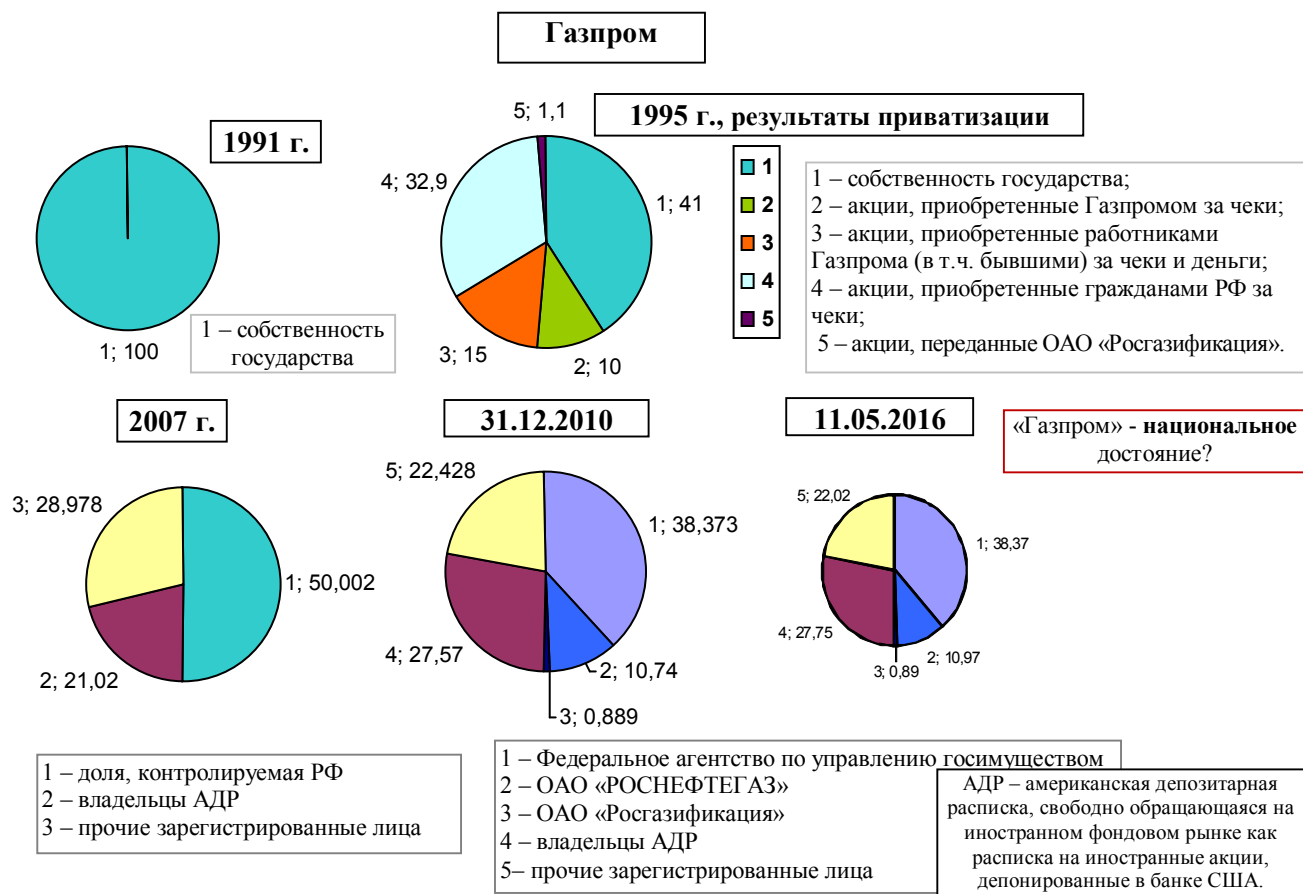 Газпром
1991 г.
1; 100
1 – собственность
государства
1995 г., результаты приватизации
5; 1,1
4; 32,9
1; 41
3; 15
2; 10
1
2
3
4
5
1 – собственность государства;
2 – акции, приобретенные Газпромом за чеки;
3 – акции, приобретенные работниками
Газпрома (в т.ч. бывшими) за чеки и деньги;
4 – акции, приобретенные гражданами РФ за
чеки;
5 – акции, переданные ОАО «Росгазификация».
2007 г.
3; 28,978
1; 50,002
2; 21,02
31.12.2010
5; 22,428
1; 38,373
4; 27,57
2; 10,74
3; 0,889
11.05.2016
5; 22,02
1; 38,37
4; 27,75
2; 10,97
3; 0,89
«Газпром» - национальное
достояние?
1 – доля, контролируемая РФ
2 – владельцы АДР
3 – прочие зарегистрированные лица
1 – Федеральное агентство по управлению госимуществом
2 – ОАО «РОСНЕФТЕГАЗ»
3 – ОАО «Росгазификация»
4 – владельцы АДР
5– прочие зарегистрированные лица
АДР – американская депозитарная
расписка, свободно обращающаяся на
иностранном фондовом рынке как
расписка на иностранные акции,
депонированные в банке США.